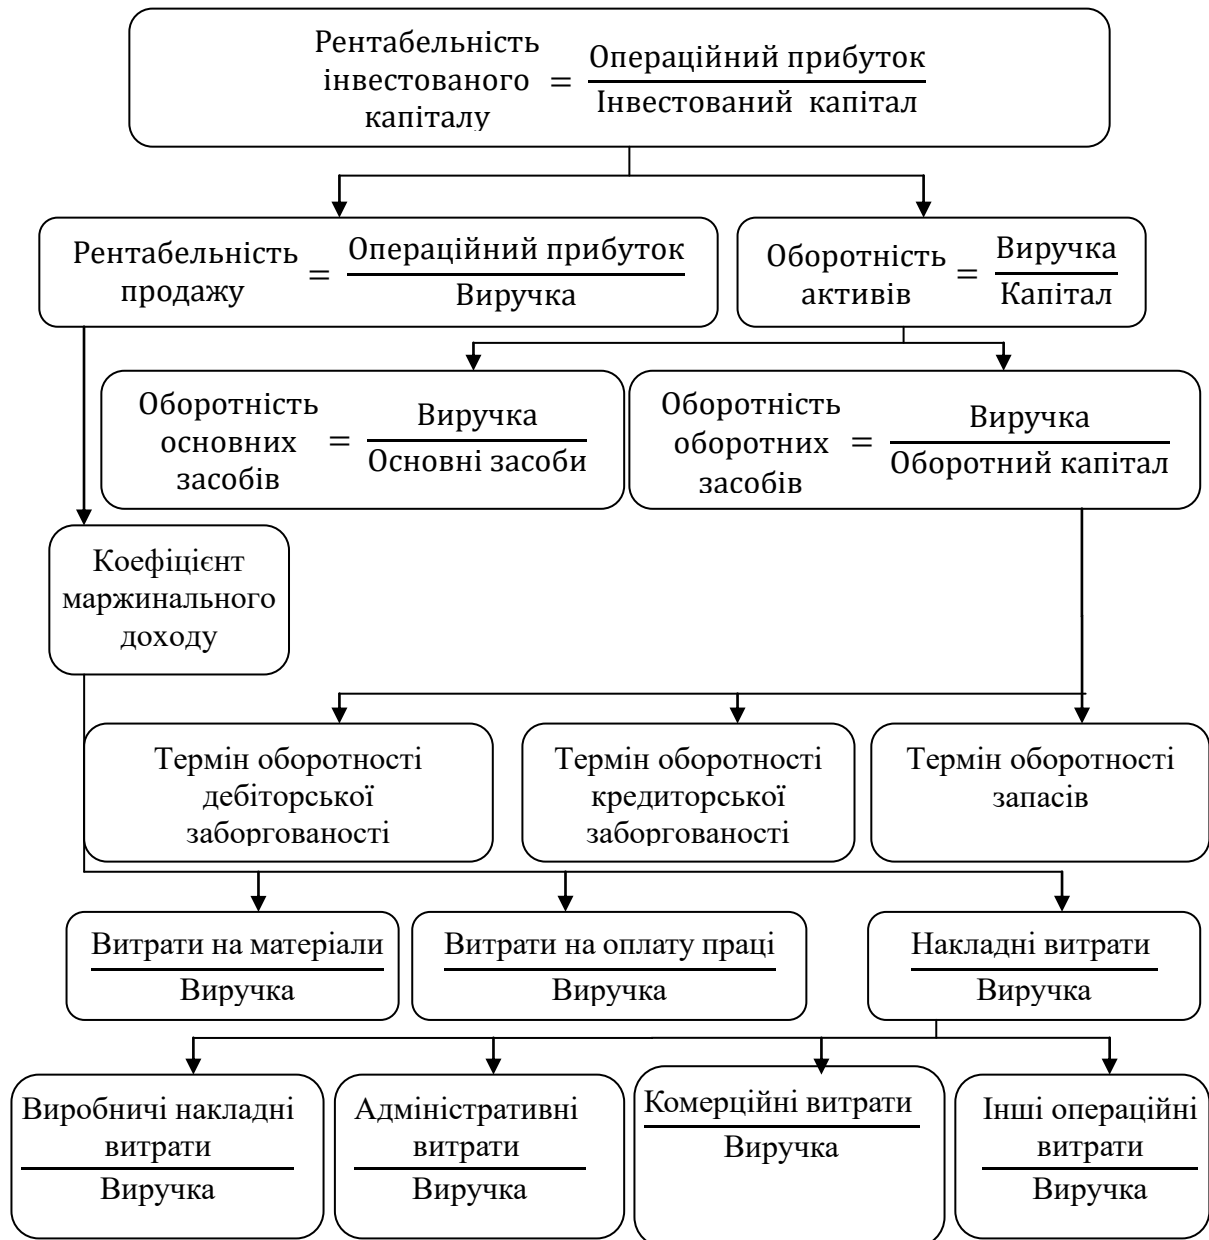 Рентабельність
інвестованого
капіталу
=
Операційний прибуток
Інвестований капітал
Рентабельність
продажу
=
Операційний прибуток
Виручка
Оборотність
активів
=
Виручка
Капітал
Оборотність
основних
засобів
=
Виручка
Основні засоби
Оборотність
оборотних
засобів
=
Виручка
Оборотний капітал
Коефіцієнт
маржинального
доходу
Термін оборотності
дебіторської
заборгованості
Термін оборотності
кредиторської
заборгованості
Термін оборотності
запасів
Витрати на матеріали
Виручка
Витрати на оплату праці
Виручка
Накладні витрати
Виручка
Виробничі накладні
витрати
Виручка
Адміністративні
витрати
Виручка
Комерційні витрати
Виручка
Інші операційні
витрати
Виручка